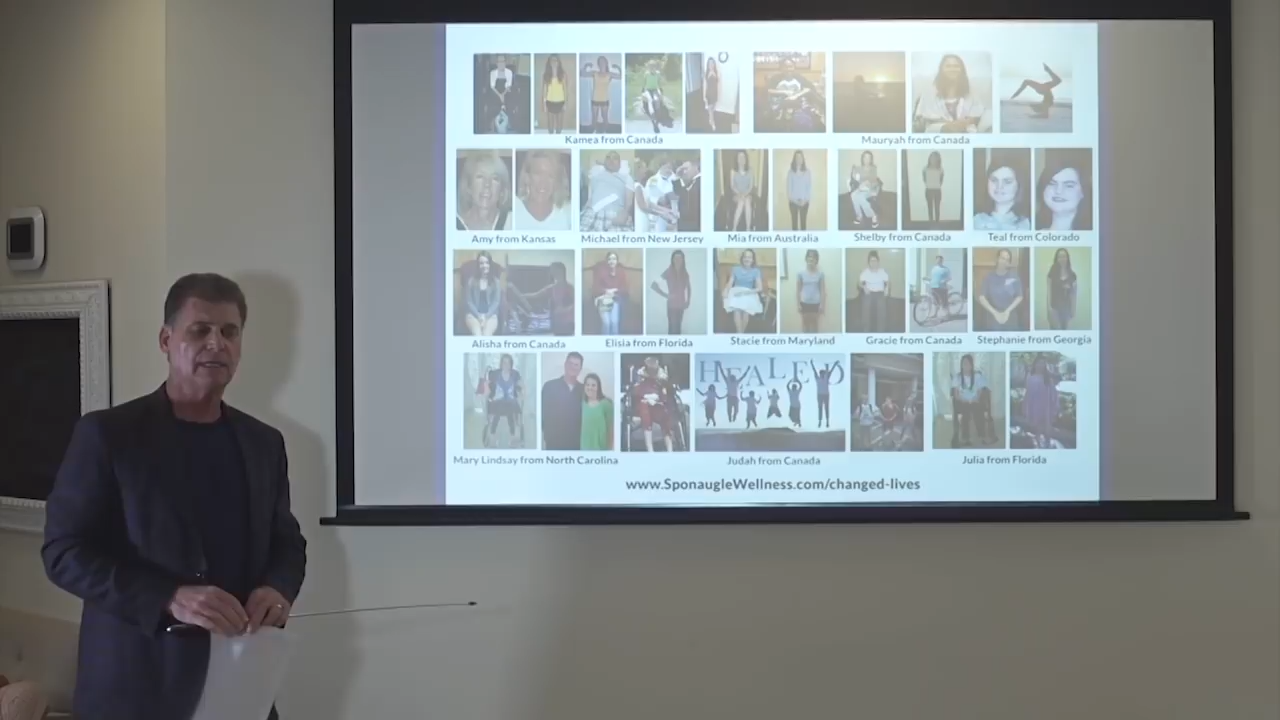 Kamea from Canada
Mauryah from Canada
Amy from Kansas
Michael from New Jersey
Mia from Australia
Shelby from Canada
Teal from Colorado
Alisha from Canada
Elisia from Florida
Stacie from Maryland
Gracie from Canada
Stephanie from Georgia
HEALED
Mary Lindsay from North Carolina
Judah from Canada
Julia from Florida
www.SponaugleWellness.com/changed-lives